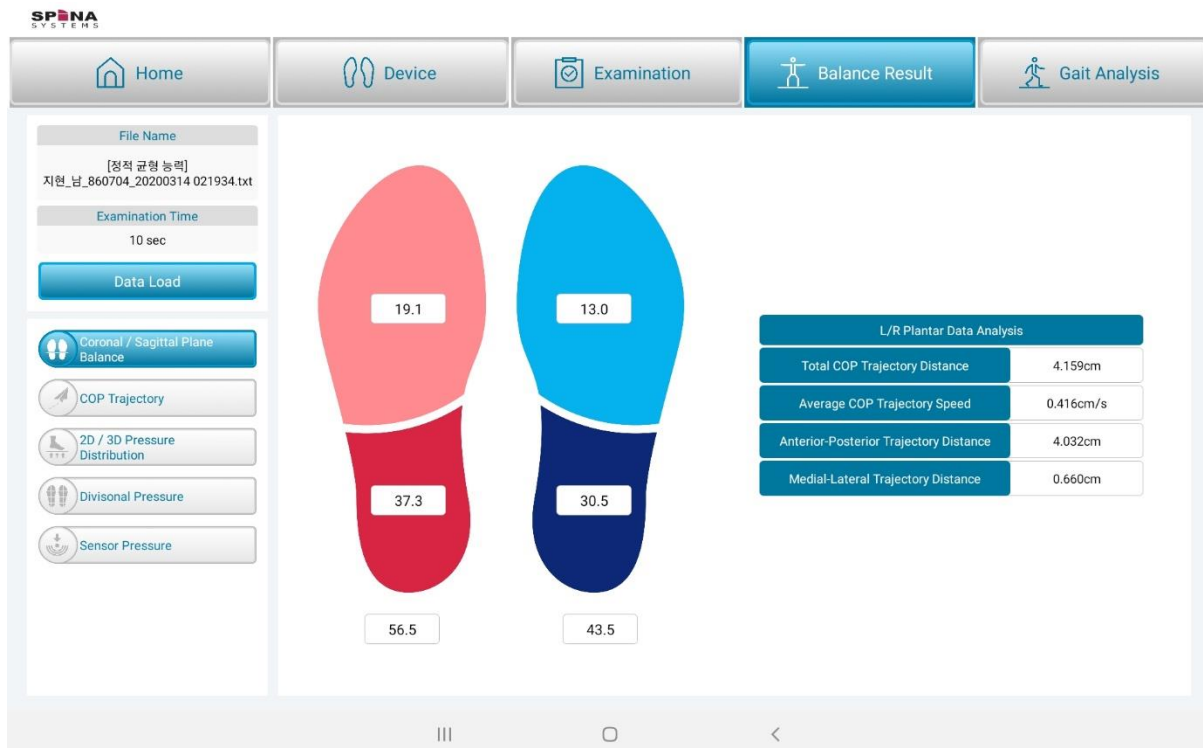 SPINA
SYSTEMS
Home
Device
Examination
Balance Result
Gait Analysis
File Name
[정적 균형 능력]
지현_남_860704_20200314 021934.txt
Examination Time
10 sec
Data Load
Coronal / Sagittal Plane
Balance
COP Trajectory
2D / 3D Pressure
Distribution
Divisonal Pressure
Sensor Pressure
19.1
13.0
37.3
30.5
56.5
43.5
L/R Plantar Data Analysis
Total COP Trajectory Distance
4.159cm
Average COP Trajectory Speed
0.416cm/s
Anterior-Posterior Trajectory Distance
4.032cm
Medial-Lateral Trajectory Distance
0.660cm